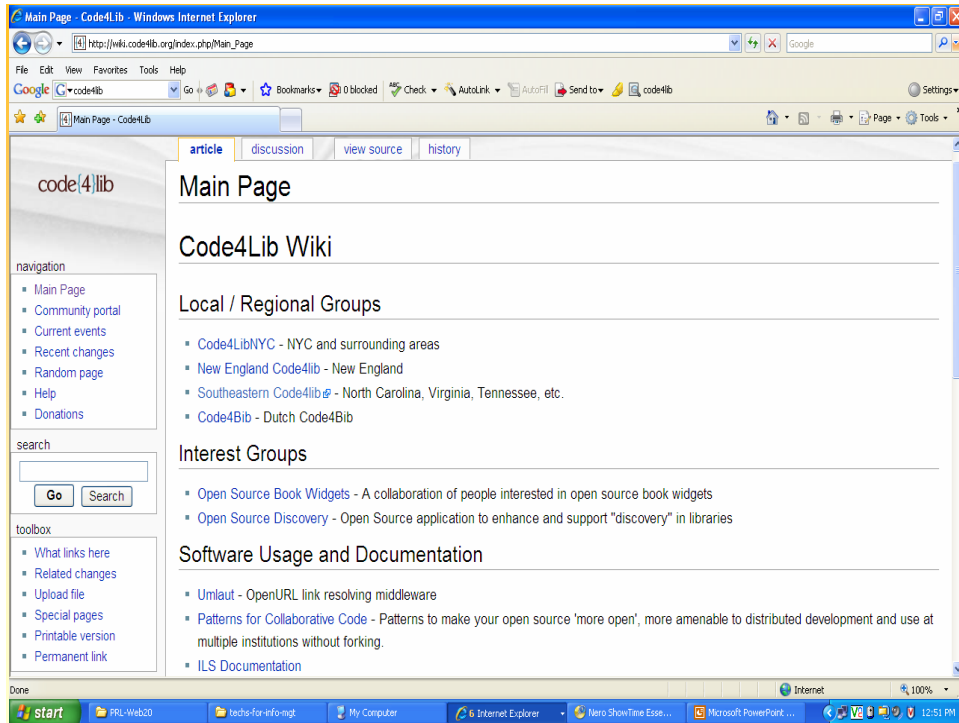 Main Page - Code4Lib - Windows Internet Explorer
http://wiki.code4lib.org/index.php/Main_Page
Google
File Edit View Favorites Tools Help
Google G code4lib Go Bookmarks 0 blocked Check AutoLink AutoFill Send to code4lib Settings
Main Page - Code4Lib Page Tools
article discussion view source history
code{4}lib
Main Page
Code4Lib Wiki
navigation
Main Page
Community portal
Current events
Recent changes
Random page
Help
Donations
search
Go Search
toolbox
What links here
Related changes
Upload file
Special pages
Printable version
Permanent link
Local / Regional Groups
Code4LibNYC - NYC and surrounding areas
New England Code4lib - New England
Southeastern Code4lib - North Carolina, Virginia, Tennessee, etc.
Code4Bib - Dutch Code4Bib
Interest Groups
Open Source Book Widgets - A collaboration of people interested in open source book widgets
Open Source Discovery - Open Source application to enhance and support "discovery" in libraries
Software Usage and Documentation
Umlaut - OpenURL link resolving middleware
Patterns for Collaborative Code - Patterns to make your open source 'more open', more amenable to distributed development and use at
multiple institutions without forking.
ILS Documentation
Done Internet 100%
start PRL-Web20 techs-for-info-mgt My Computer 6 Internet Explorer Nero ShowTime Esse... Microsoft PowerPoint ... 12:51 PM